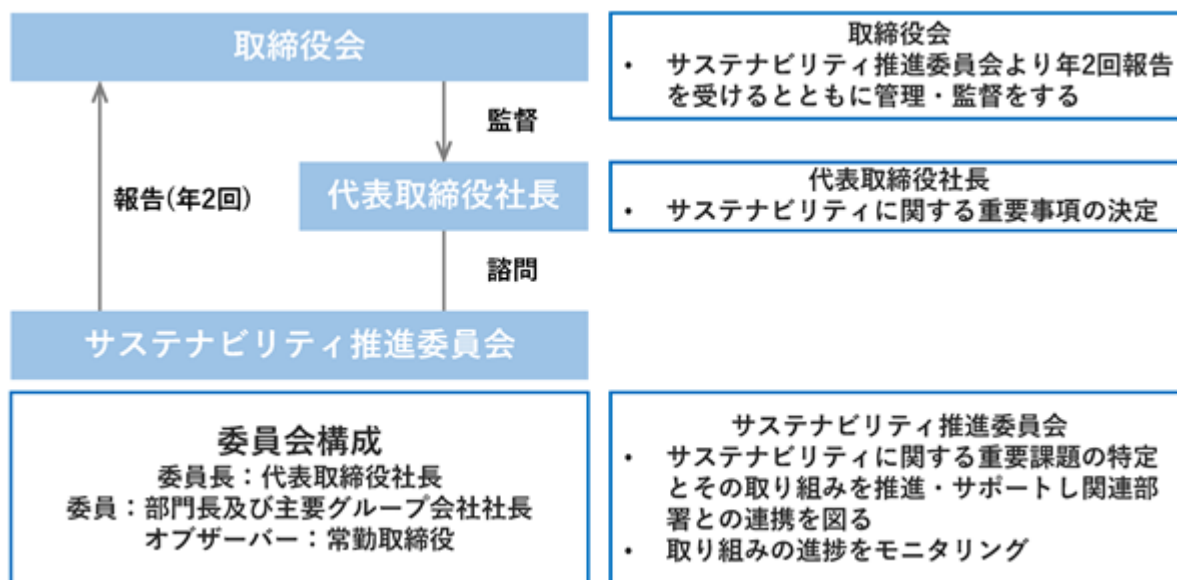 取締役会
監督
代表取締役社長
報告(年2回)
諮問
サステナビリティ推進委員会
委員会構成
委員長：代表取締役社長
委員：部門長及び主要グループ会社社長
オブザーバー：常勤取締役
取締役会
• サステナビリティ推進委員会より年2回報告
を受けるとともに管理・監督をする
代表取締役社長
• サステナビリティに関する重要事項の決定
サステナビリティ推進委員会
• サステナビリティに関する重要課題の特定
とその取り組みを推進・サポートし関連部
署との連携を図る
• 取り組みの進捗をモニタリング